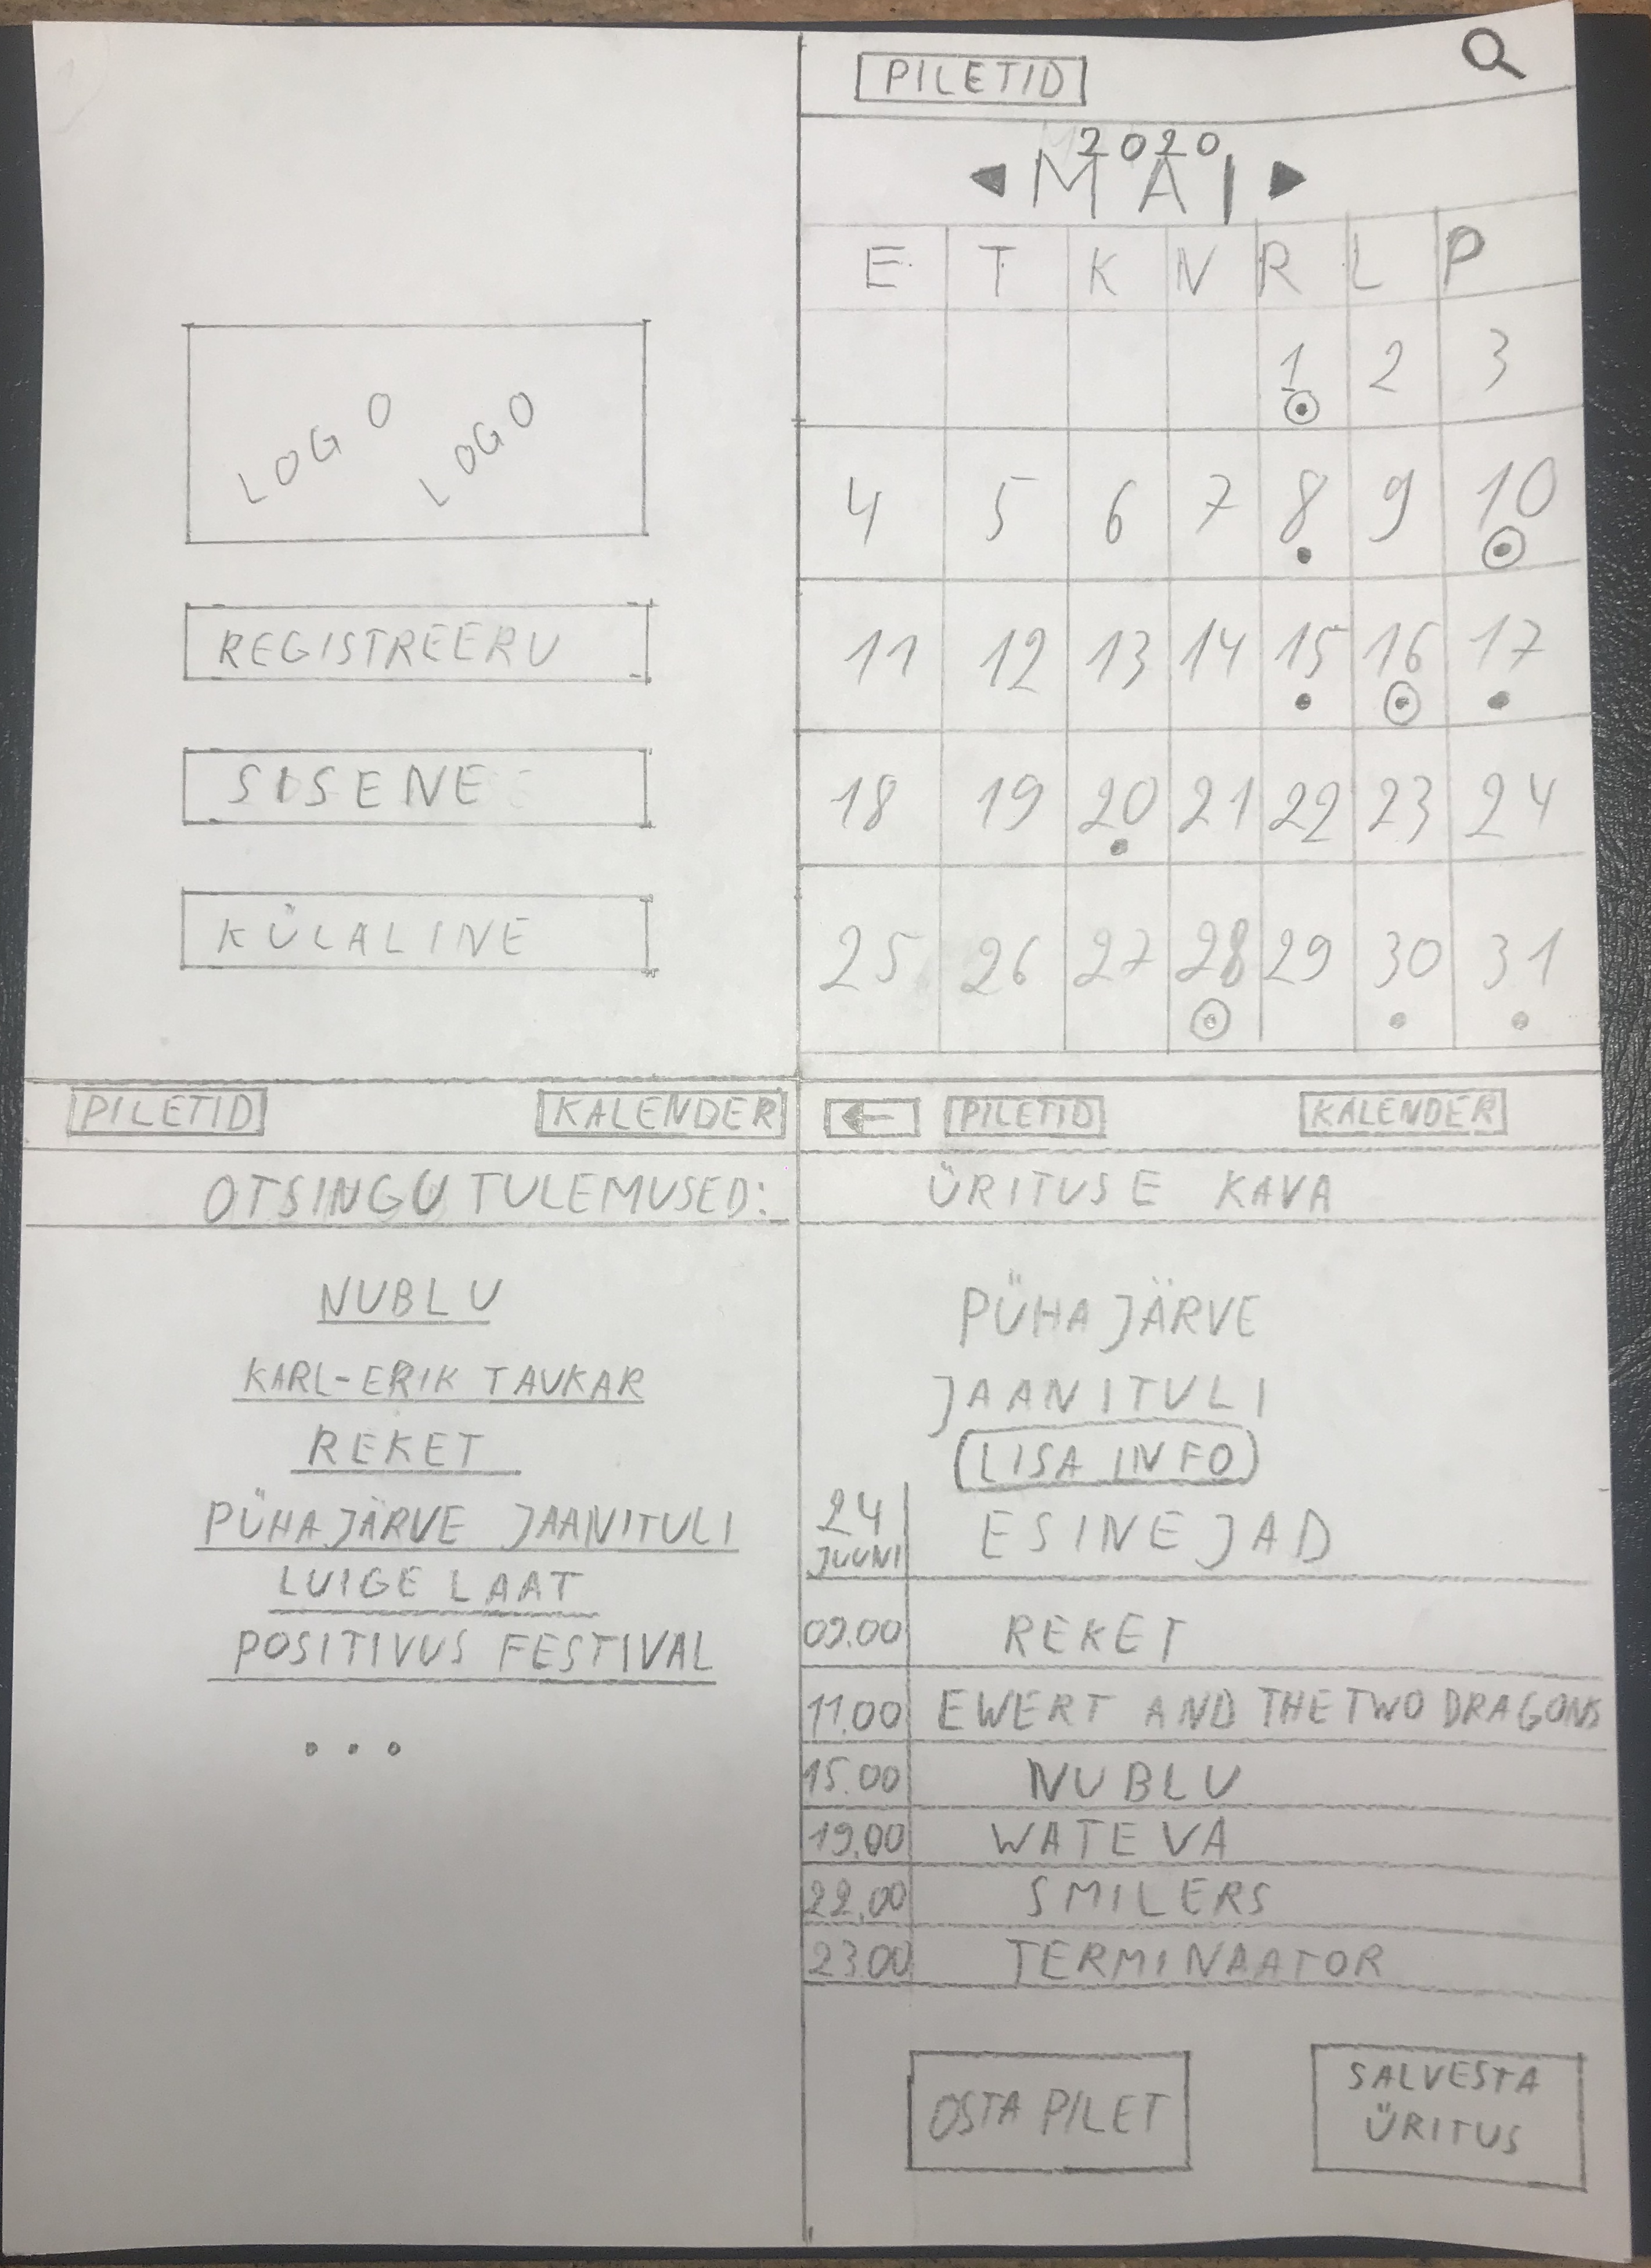 LOGO LOGO
REGISTREERU
SISENE
KÜLALINE
PILETID
2020
MAI
E T K N R L P
1 2 3
4 5 6 7 8 9 10
11 12 13 14 15 16 17
18 19 20 21 22 23 24
25 26 27 28 29 30 31
PILETID KALENDER
OTSINGU TULEMUSED:
NUBLU
KARL-ERIK TAUKAR
REKET
PÜHAJÄRVE JAANITULI
LUIGE LAAT
POSITIVUS FESTIVAL
...
← PILETID KALENDER
ÜRITUSE KAVA
PÜHAJÄRVE
JAANITULI
LISA INFO
24 JUUNI ESINEJAD
09.00 REKET
11.00 EWERT AND THE TWO DRAGONS
15.00 NUBLU
19.00 WATEVA
22.00 SMILERS
23.00 TERMINAATOR
OSTA PILET
SALVESTA
ÜRITUS